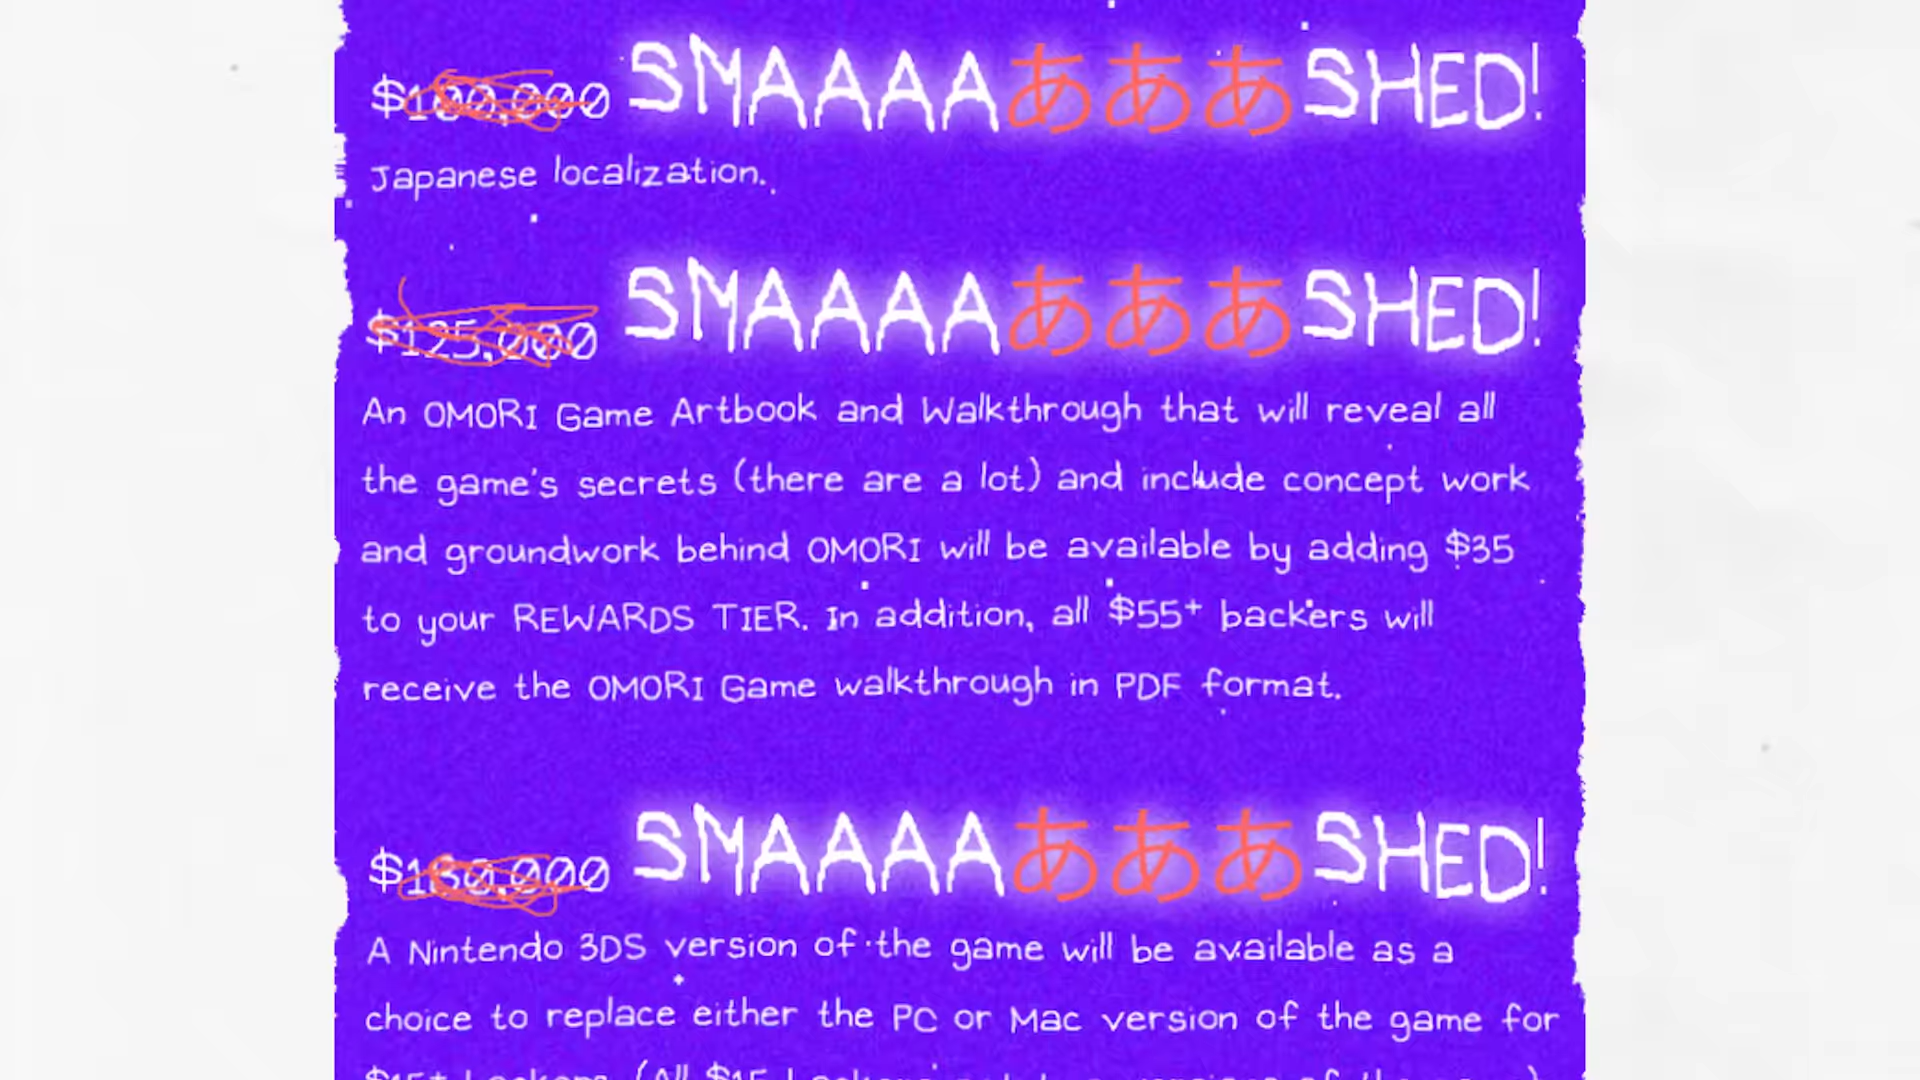 $100,000 SMAAAAあああSHED!
Japanese localization.
$125,000 SMAAAAあああSHED!
An OMORI Game Artbook and Walkthrough that will reveal all
the game's secrets (there are a lot) and include concept work
and groundwork behind OMORI will be available by adding $35
to your REWARDS TIER. In addition, all $55+ backers will
receive the OMORI Game walkthrough in PDF format.
$130,000 SMAAAAあああSHED!
A Nintendo 3DS version of the game will be available as a
choice to replace either the PC or Mac version of the game for